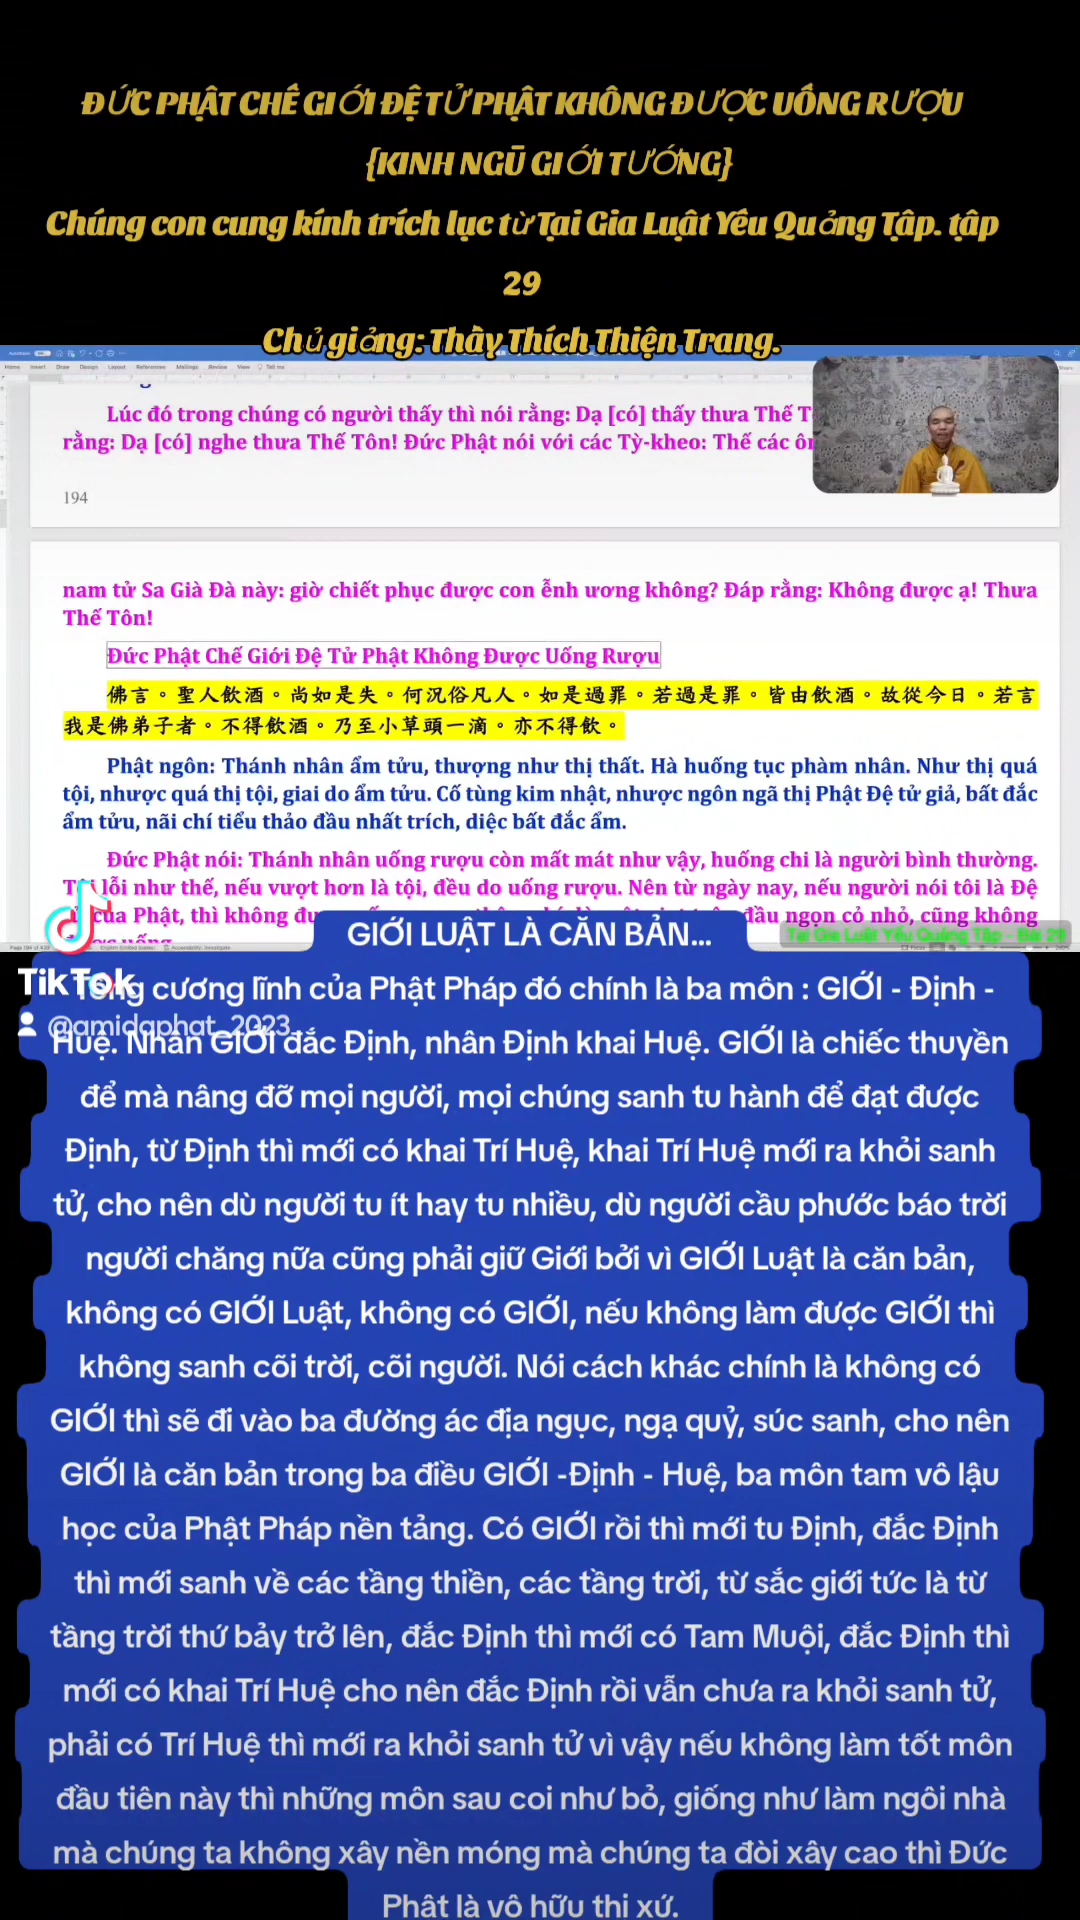 ĐỨC PHẬT CHẾ GIỚI ĐỆ TỬ PHẬT KHÔNG ĐƯỢC UỐNG RƯỢU
{KINH NGŨ GIỚI TƯỚNG}
Chúng con cung kính trích lục từ Tại Gia Luật Yếu Quảng Tập. tập
29
Chủ giảng: Thầy Thích Thiện Trang.
Home Insert Draw Design Layout References Mailings Review View Tell me
Lúc đó trong chúng có người thấy thì nói rằng: Dạ [có] thấy thưa Thế T
rằng: Dạ [có] nghe thưa Thế Tôn! Đức Phật nói với các Tỳ-kheo: Thế các ôn
194
nam tử Sa Già Đà này: giờ chiết phục được con ễnh ương không? Đáp rằng: Không được ạ! Thưa
Thế Tôn!
Đức Phật Chế Giới Đệ Tử Phật Không Được Uống Rượu
佛言。聖人飲酒。尚如是失。何況俗凡人。如是過罪。若過是罪。皆由飲酒。故從今日。若言
我是佛弟子者。不得飲酒。乃至小草頭一滴。亦不得飲。
Phật ngôn: Thánh nhân ẩm tửu, thượng như thị thất. Hà huống tục phàm nhân. Như thị quá
tội, nhược quá thị tội, giai do ẩm tửu. Cố tùng kim nhật, nhược ngôn ngã thị Phật Đệ tử giả, bất đắc
ẩm tửu, nãi chí tiểu thảo đầu nhất trích, diệc bất đắc ẩm.
Đức Phật nói: Thánh nhân uống rượu còn mất mát như vậy, huống chi là người bình thường.
lỗi như thế, nếu vượt hơn là tội, đều do uống rượu. Nên từ ngày nay, nếu người nói tôi là Đệ
của Phật, thì không đầu ngọn cỏ nhỏ, cũng không
Tại Gia Luật Yếu Quảng Tập - Bài 29
GIỚI LUẬT LÀ CĂN BẢN...
TikTok
@amidaphat_2023
Tổng cương lĩnh của Phật Pháp đó chính là ba môn : GIỚI - Định -
Huệ. Nhân GIỚI đắc Định, nhân Định khai Huệ. GIỚI là chiếc thuyền
để mà nâng đỡ mọi người, mọi chúng sanh tu hành để đạt được
Định, từ Định thì mới có khai Trí Huệ, khai Trí Huệ mới ra khỏi sanh
tử, cho nên dù người tu ít hay tu nhiều, dù người cầu phước báo trời
người chăng nữa cũng phải giữ Giới bởi vì GIỚI Luật là căn bản,
không có GIỚI Luật, không có GIỚI, nếu không làm được GIỚI thì
không sanh cõi trời, cõi người. Nói cách khác chính là không có
GIỚI thì sẽ đi vào ba đường ác địa ngục, ngạ quỷ, súc sanh, cho nên
GIỚI là căn bản trong ba điều GIỚI -Định - Huệ, ba môn tam vô lậu
học của Phật Pháp nền tảng. Có GIỚI rồi thì mới tu Định, đắc Định
thì mới sanh về các tầng thiền, các tầng trời, từ sắc giới tức là từ
tầng trời thứ bảy trở lên, đắc Định thì mới có Tam Muội, đắc Định thì
mới có khai Trí Huệ cho nên đắc Định rồi vẫn chưa ra khỏi sanh tử,
phải có Trí Huệ thì mới ra khỏi sanh tử vì vậy nếu không làm tốt môn
đầu tiên này thì những môn sau coi như bỏ, giống như làm ngôi nhà
mà chúng ta không xây nền móng mà chúng ta đòi xây cao thì Đức
Phật là vô hữu thị xứ.